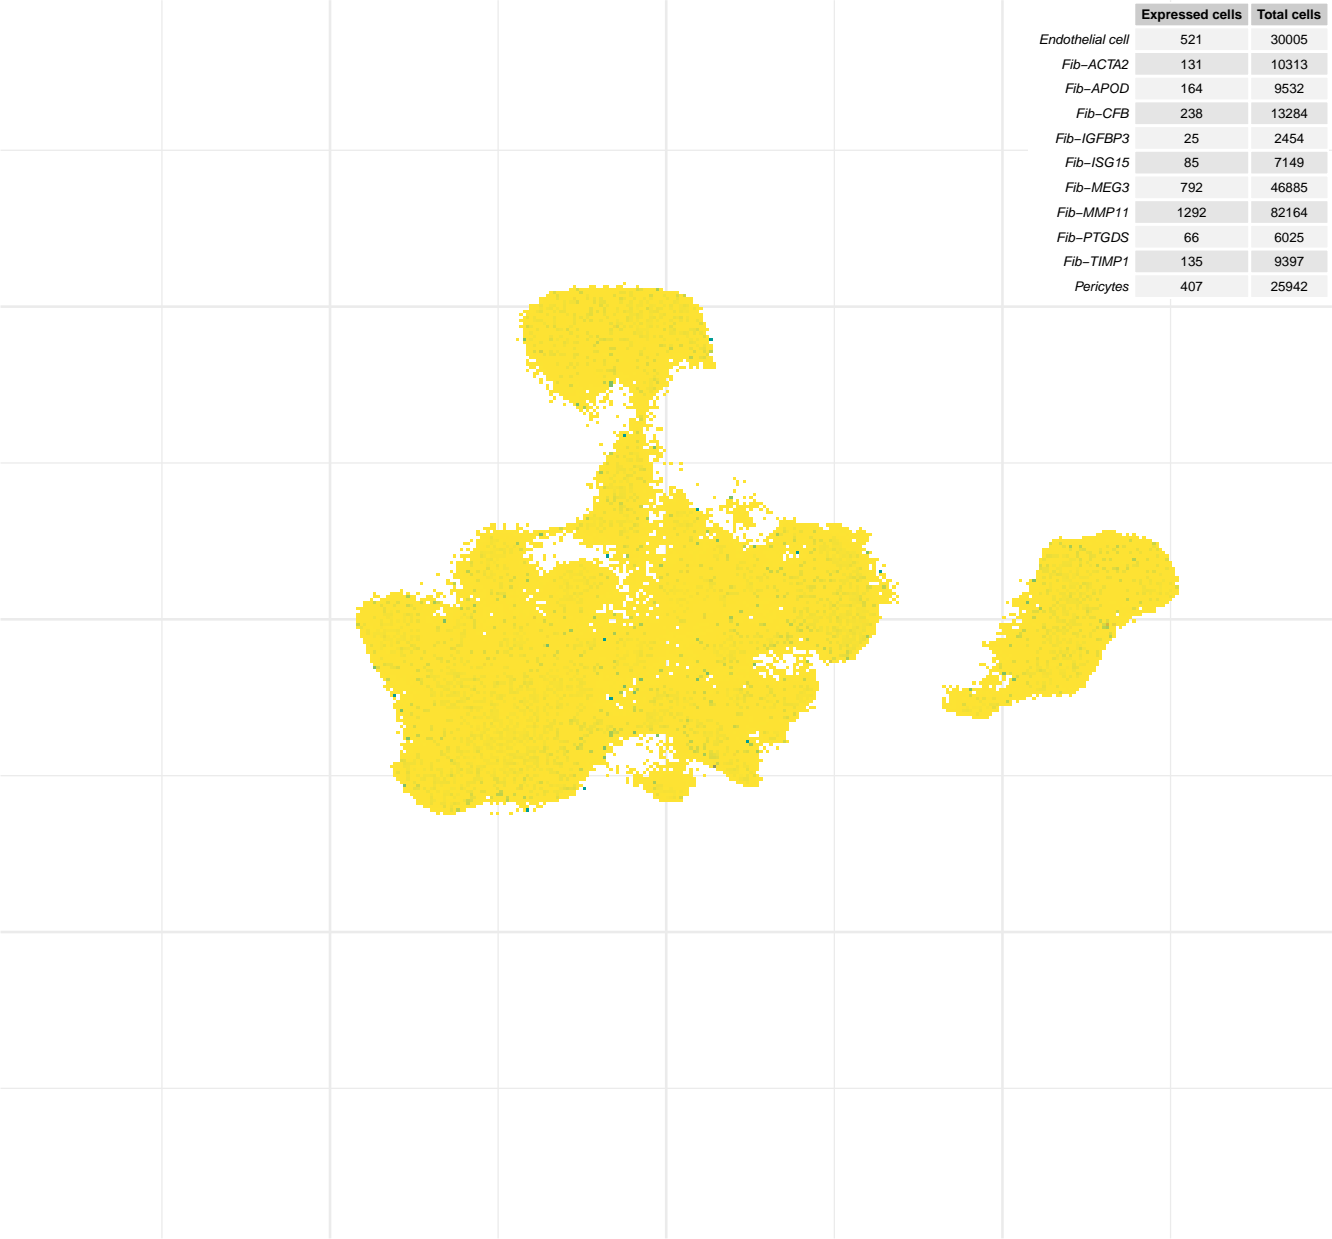 Expressed cells Total cells
Endothelial cell 521 30005
Fib−ACTA2 131 10313
Fib−APOD 164 9532
Fib−CFB 238 13284
Fib−IGFBP3 25 2454
Fib−ISG15 85 7149
Fib−MEG3 792 46885
Fib−MMP11 1292 82164
Fib−PTGDS 66 6025
Fib−TIMP1 135 9397
Pericytes 407 25942